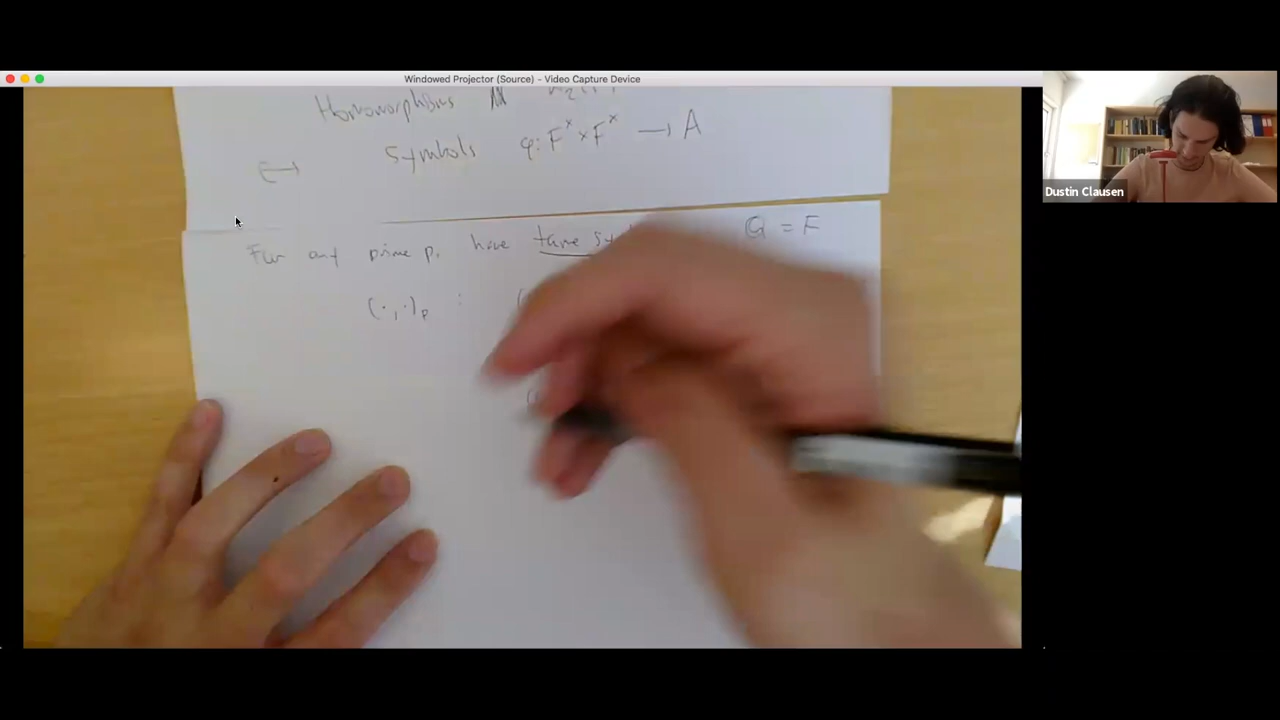 Windowed Projector (Source) - Video Capture Device
Homomorphisms
↔ symbols φ: F^× × F^× → A
Dustin Clausen
For any prime p, have tame sy
ℚ = F
(·,·)_p : (